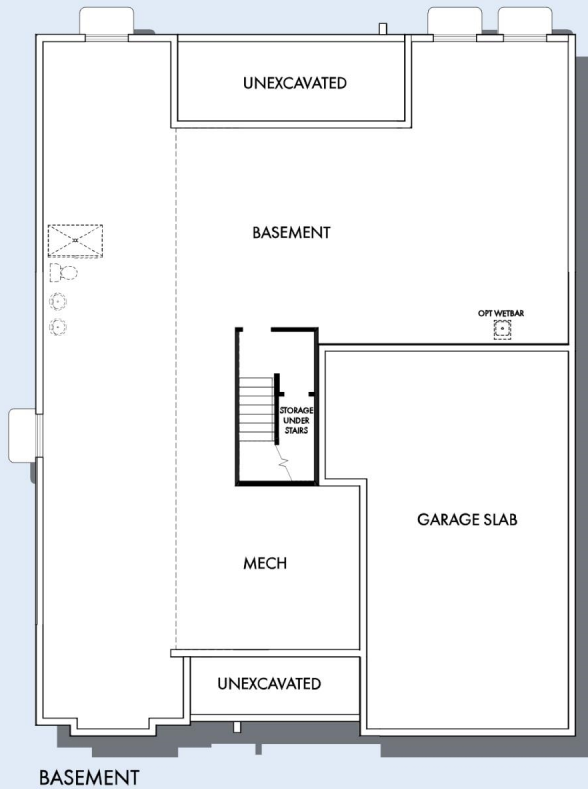 UNEXCAVATED
BASEMENT
OPT WETBAR
STORAGE
UNDER
STAIRS
GARAGE SLAB
MECH
UNEXCAVATED
BASEMENT